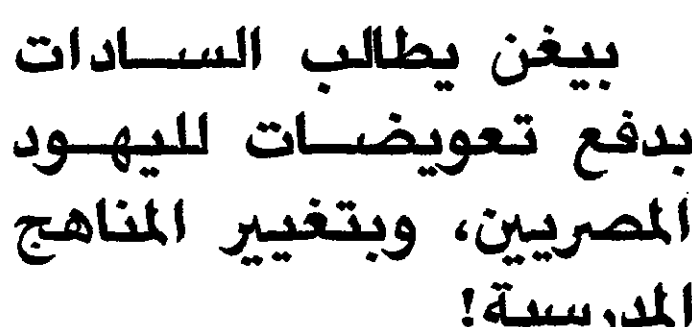 بيغن يطالب السادات
بدفع تعويضات لليهود
المصريين، وبتغيير المناهج
المدرسية!